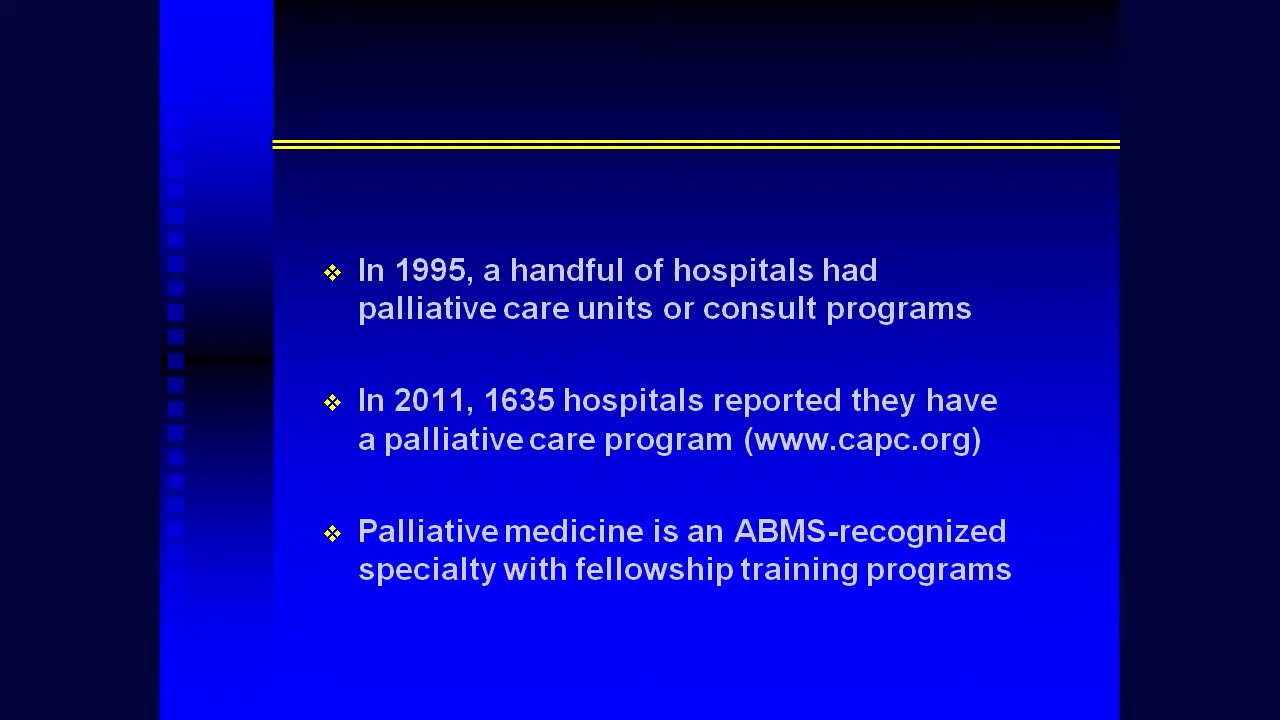 In 1995, a handful of hospitals had
palliative care units or consult programs
In 2011, 1635 hospitals reported they have
a palliative care program (www.capc.org)
Palliative medicine is an ABMS-recognized
specialty with fellowship training programs